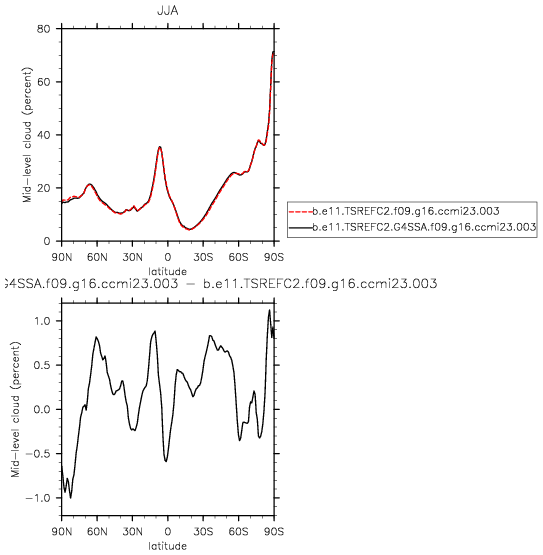 JJA
80
60
40
20
0
Mid-level cloud (percent)
90N 60N 30N 0 30S 60S 90S
latitude
b.e11.TSREFC2.f09.g16.ccmi23.003
b.e11.TSREFC2.G4SSA.f09.g16.ccmi23.003
G4SSA.f09.g16.ccmi23.003 - b.e11.TSREFC2.f09.g16.ccmi23.003
1.0
0.5
0.0
-0.5
-1.0
Mid-level cloud (percent)
90N 60N 30N 0 30S 60S 90S
latitude